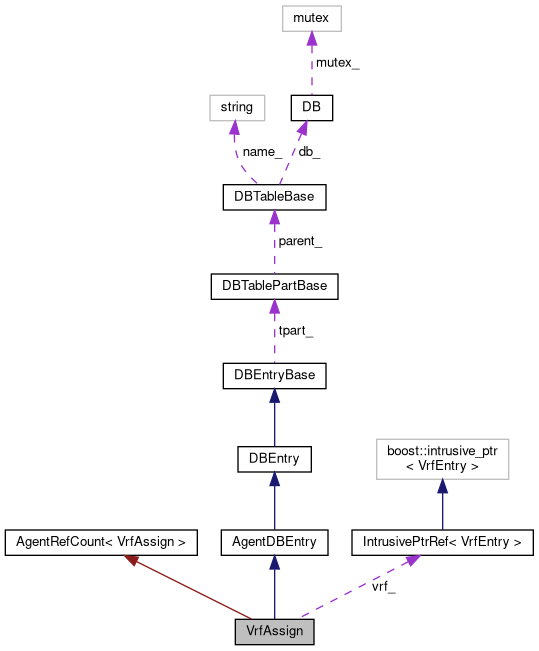 mutex
mutex_
string
DB
name_
db_
DBTableBase
parent_
DBTablePartBase
tpart_
DBEntryBase
DBEntry
boost::intrusive_ptr
< VrfEntry >
AgentRefCount< VrfAssign >
AgentDBEntry
IntrusivePtrRef< VrfEntry >
vrf_
VrfAssign